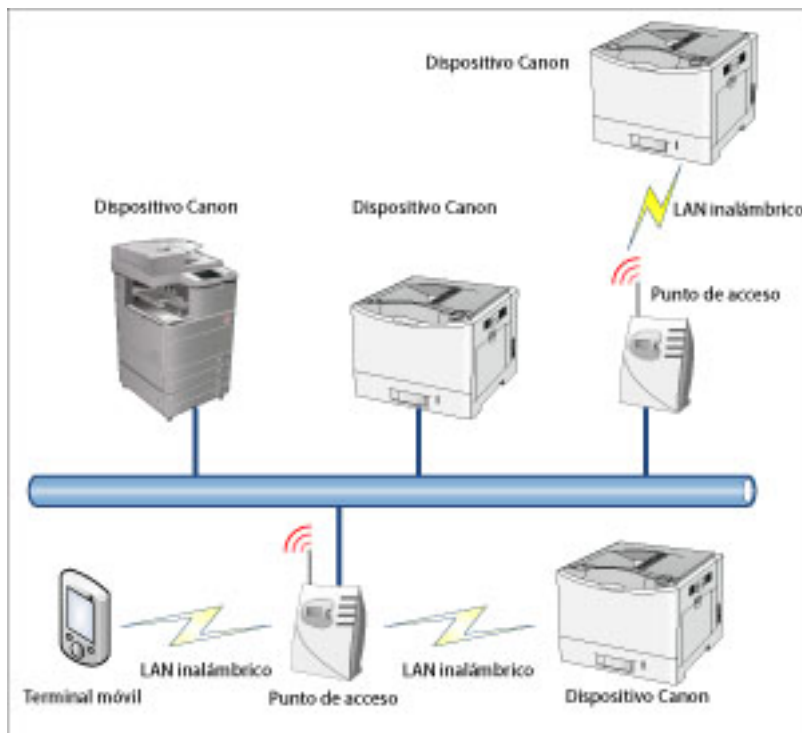 Dispositivo Canon
LAN inalámbrico
Dispositivo Canon
Dispositivo Canon
Punto de acceso
LAN inalámbrico
LAN inalámbrico
Terminal móvil
Punto de acceso
Dispositivo Canon